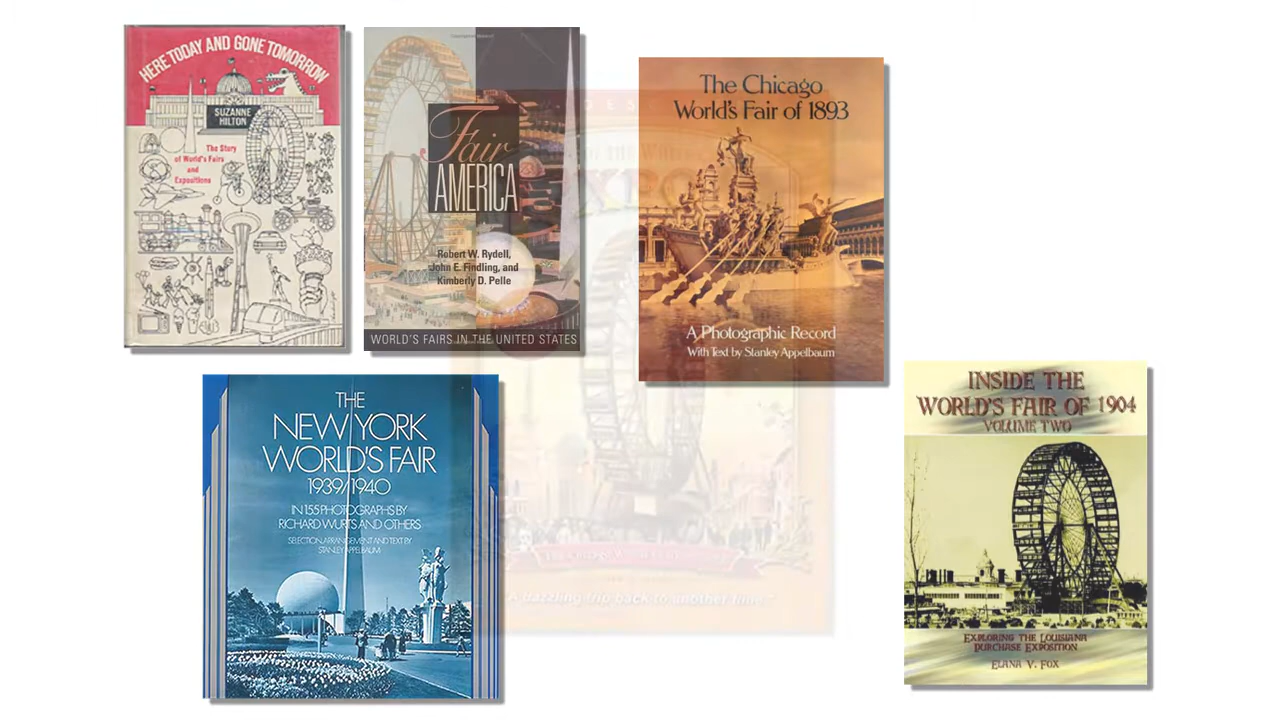 HERE TODAY AND GONE TOMORROW
SUZANNE
HILTON
The Story
of World's Fairs
and
Expositions
Fair
AMERICA
Robert W. Rydell,
John E. Findling, and
Kimberly D. Pelle
WORLD'S FAIRS IN THE UNITED STATES
The Chicago
World's Fair of 1893
A Photographic Record
With Text by Stanley Appelbaum
THE
NEW YORK
WORLD'S FAIR
1939/1940
IN 155 PHOTOGRAPHS BY
RICHARD WURTS AND OTHERS
SELECTION, ARRANGEMENT AND TEXT BY
STANLEY APPELBAUM
INSIDE THE
WORLD'S FAIR OF 1904
VOLUME TWO
EXPLORING THE LOUISIANA
PURCHASE EXPOSITION
ELANA V. FOX
EXPO
"A dazzling trip back to another time"